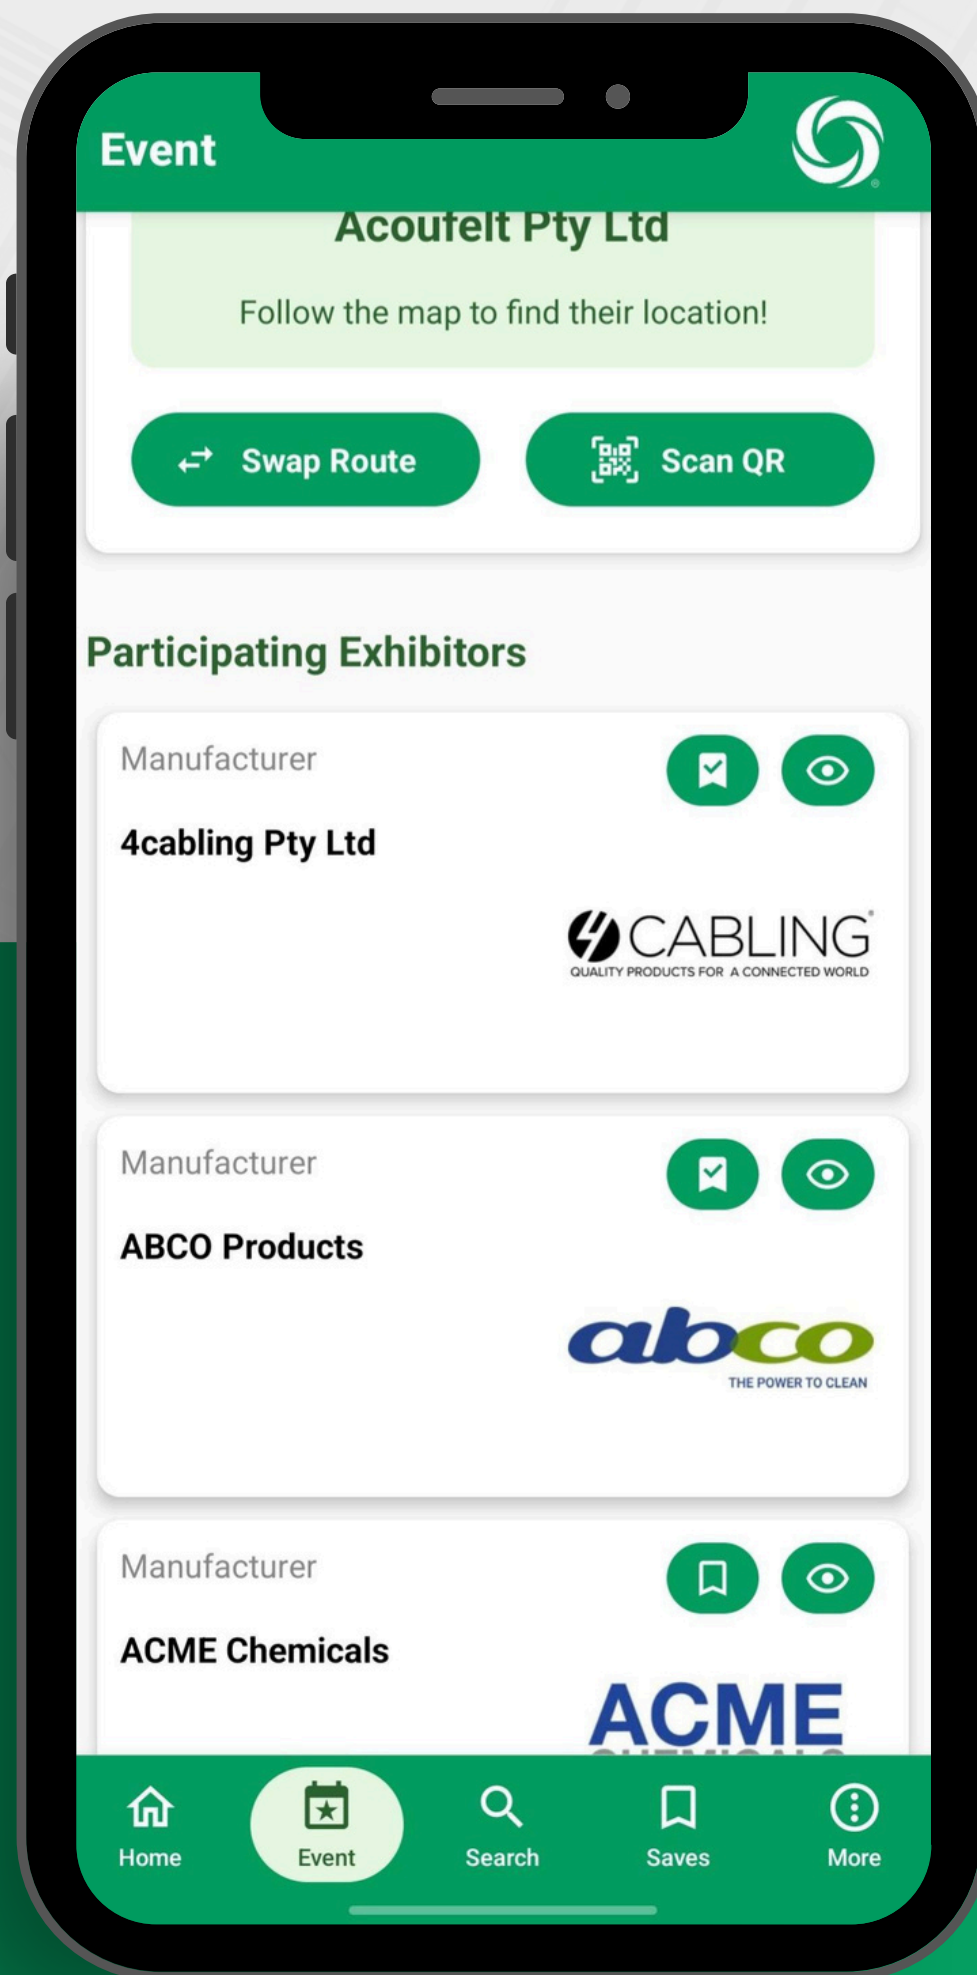 Event
Acoufelt Pty Ltd
Follow the map to find their location!
Swap Route
Scan QR
Participating Exhibitors
Manufacturer
4cabling Pty Ltd
4 CABLING
QUALITY PRODUCTS FOR A CONNECTED WORLD
Manufacturer
ABCO Products
abco
THE POWER TO CLEAN
Manufacturer
ACME Chemicals
ACME
CHEMICALS
Home
Event
Search
Saves
More